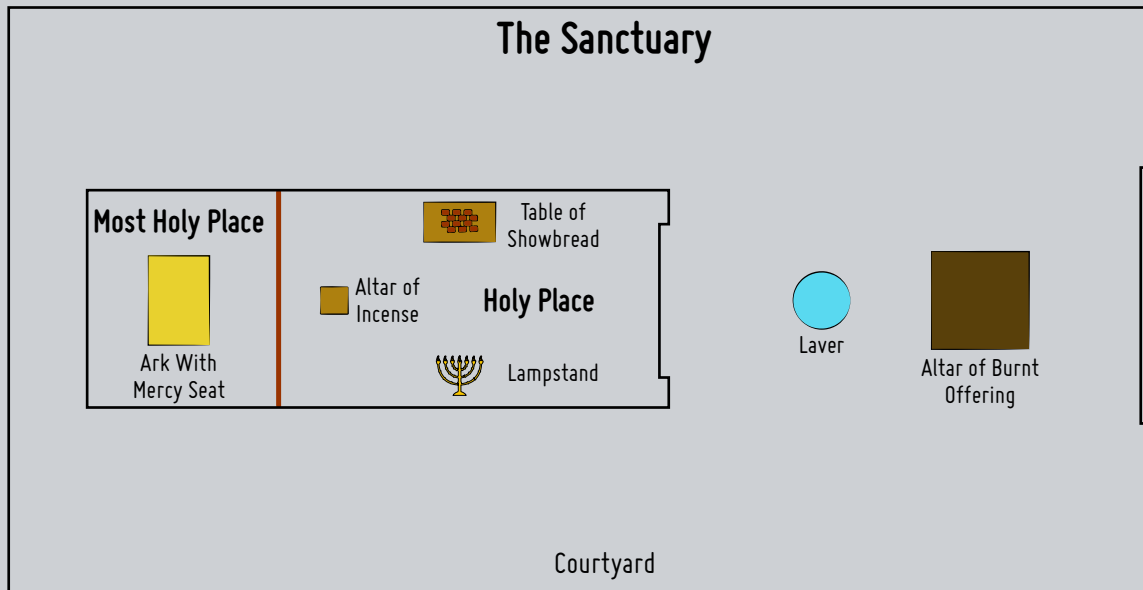 The Sanctuary
Most Holy Place
Table of
Showbread
Altar of
Incense
Holy Place
Ark With
Mercy Seat
Lampstand
Laver
Altar of Burnt
Offering
Courtyard